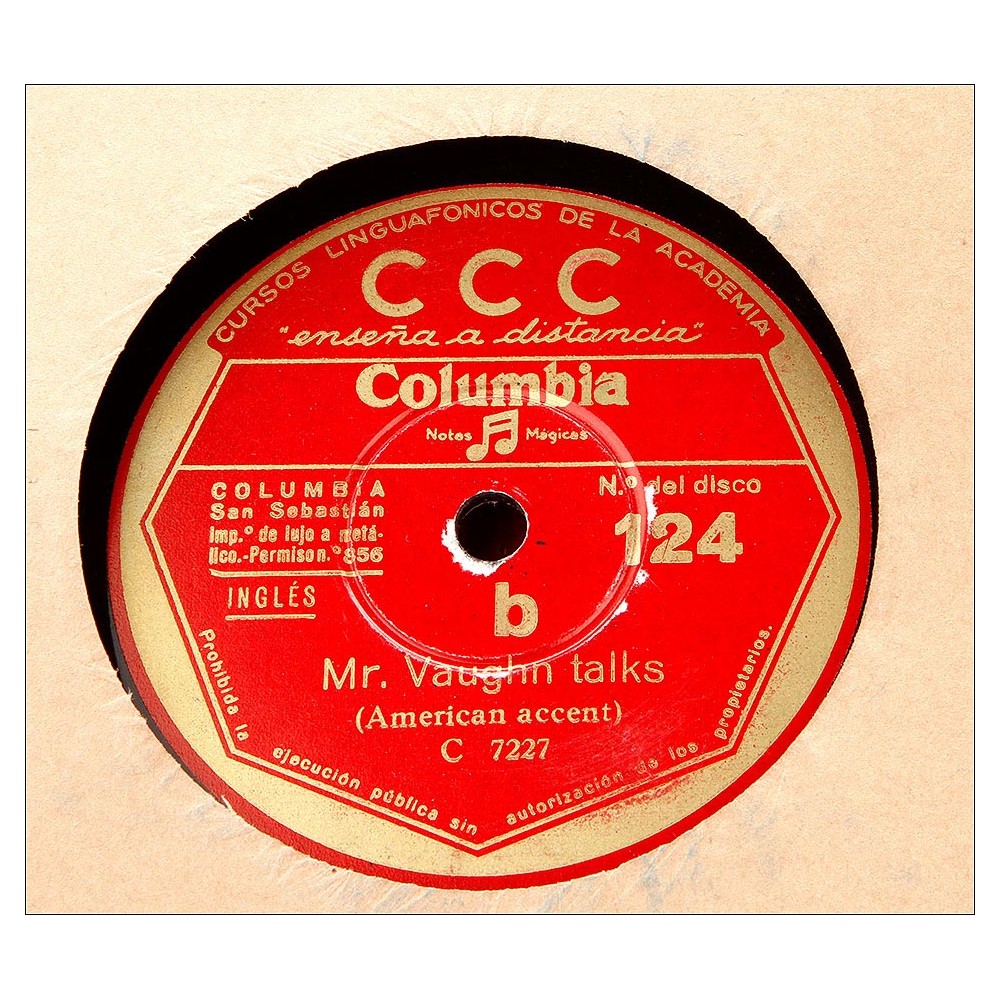 CURSOS LINGUAFONICOS DE LA ACADEMIA
CCC
"enseña a distancia"
Columbia
Notas Mágicas
COLUMBIA
San Sebastián
Imp.º de lujo a metá-
lico.-Permiso n.º 856
INGLÉS
N.º del disco
124
b
Mr. Vaughn talks
(American accent)
C 7227
Prohibida la ejecución pública sin autorización de los propietarios.